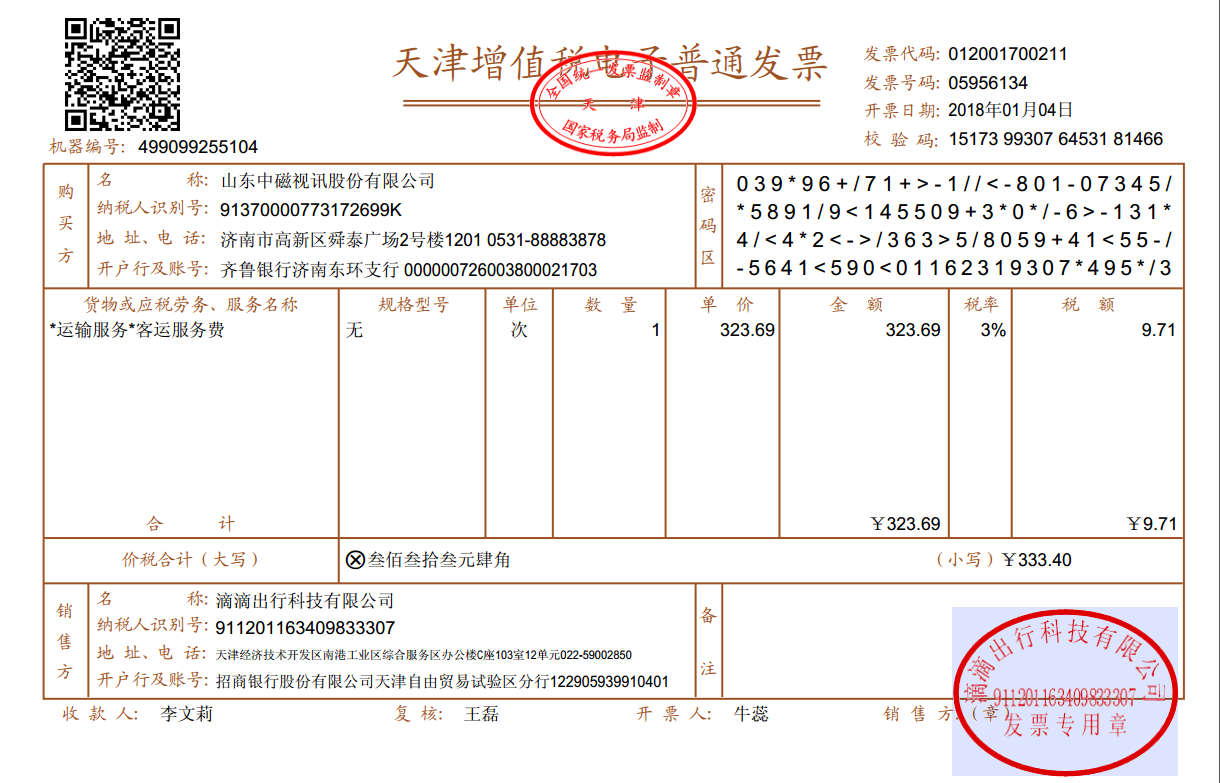 天津增值税电子普通发票
全国统一发票监制章
天 津
国家税务局监制
发票代码: 012001700211
发票号码: 05956134
开票日期: 2018年01月04日
校 验 码: 15173 99307 64531 81466
机器编号: 499099255104
购买方
名 称: 山东中磁视讯股份有限公司
纳税人识别号: 91370000773172699K
地 址、电 话: 济南市高新区舜泰广场2号楼1201 0531-88883878
开户行及账号: 齐鲁银行济南东环支行 000000726003800021703
密码区
039*96+/71+>-1//<-801-07345/
*5891/9<145509+3*0*/-6>-131*
4/<4*2<->/363>5/8059+41<55-/
-5641<590<01162319307*495*/3
货物或应税劳务、服务名称 规格型号 单位 数 量 单 价 金 额 税率 税 额
*运输服务*客运服务费 无 次 1 323.69 323.69 3% 9.71
合 计 ￥323.69 ￥9.71
价税合计（大写） ⊗叁佰叁拾叁元肆角 （小写）￥333.40
销售方
名 称: 滴滴出行科技有限公司
纳税人识别号: 911201163409833307
地 址、电 话: 天津经济技术开发区南港工业区综合服务区办公楼C座103室12单元022-59002850
开户行及账号: 招商银行股份有限公司天津自由贸易试验区分行122905939910401
备注
收 款 人: 李文莉 复 核: 王磊 开 票 人: 牛蕊 销 售 方:（章）
滴滴出行科技有限公司
911201163409833307
发票专用章